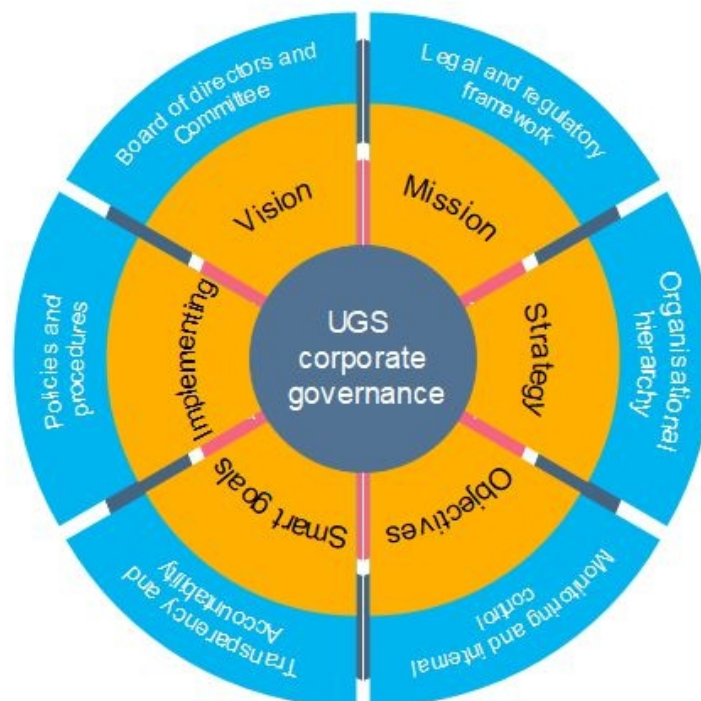 Board of directors and
Committee
Legal and regulatory
framework
Vision
Mission
Policies and
procedures
Implementing
UGS
corporate
governance
Strategy
Organisational
hierarchy
Smart goals
Objectives
Transparency and
Accountability
Monitoring and internal
control